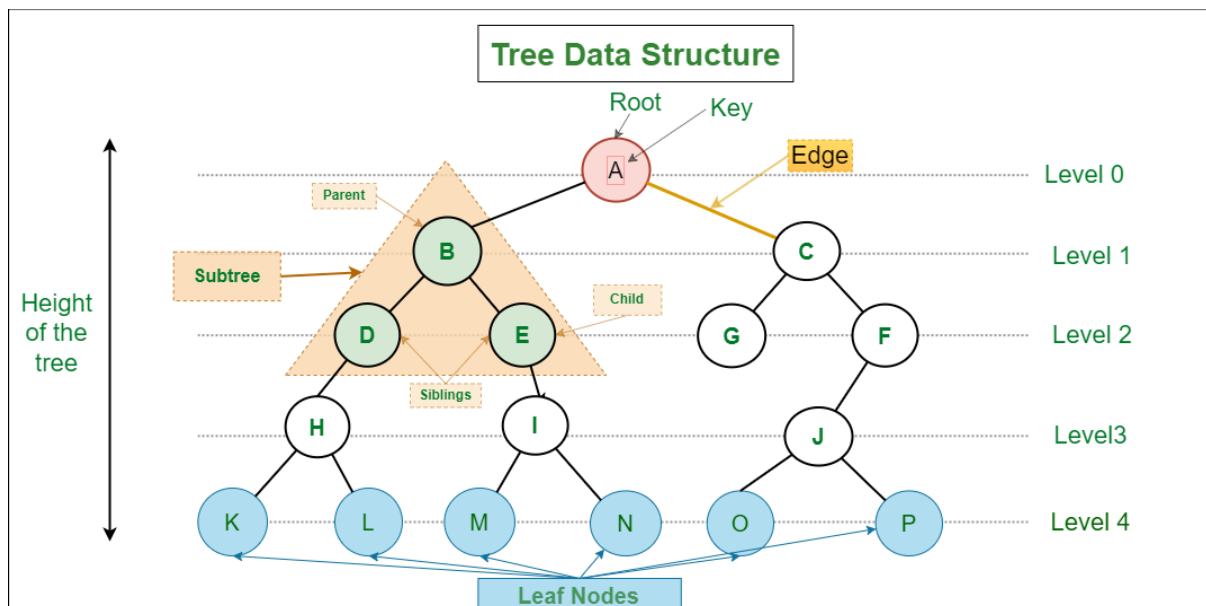 Tree Data Structure
Root
Key
A
Edge
Level 0
Parent
B
C
Level 1
Subtree
Height
of the
tree
Child
D
E
G
F
Level 2
Siblings
H
I
J
Level3
K
L
M
N
O
P
Level 4
Leaf Nodes